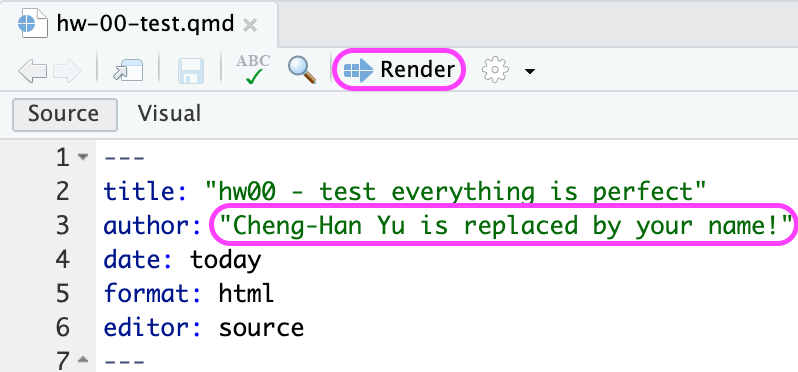 hw-00-test.qmd
ABC
Render
Source Visual
1 ---
2 title: "hw00 - test everything is perfect"
3 author: "Cheng-Han Yu is replaced by your name!"
4 date: today
5 format: html
6 editor: source
7 ---